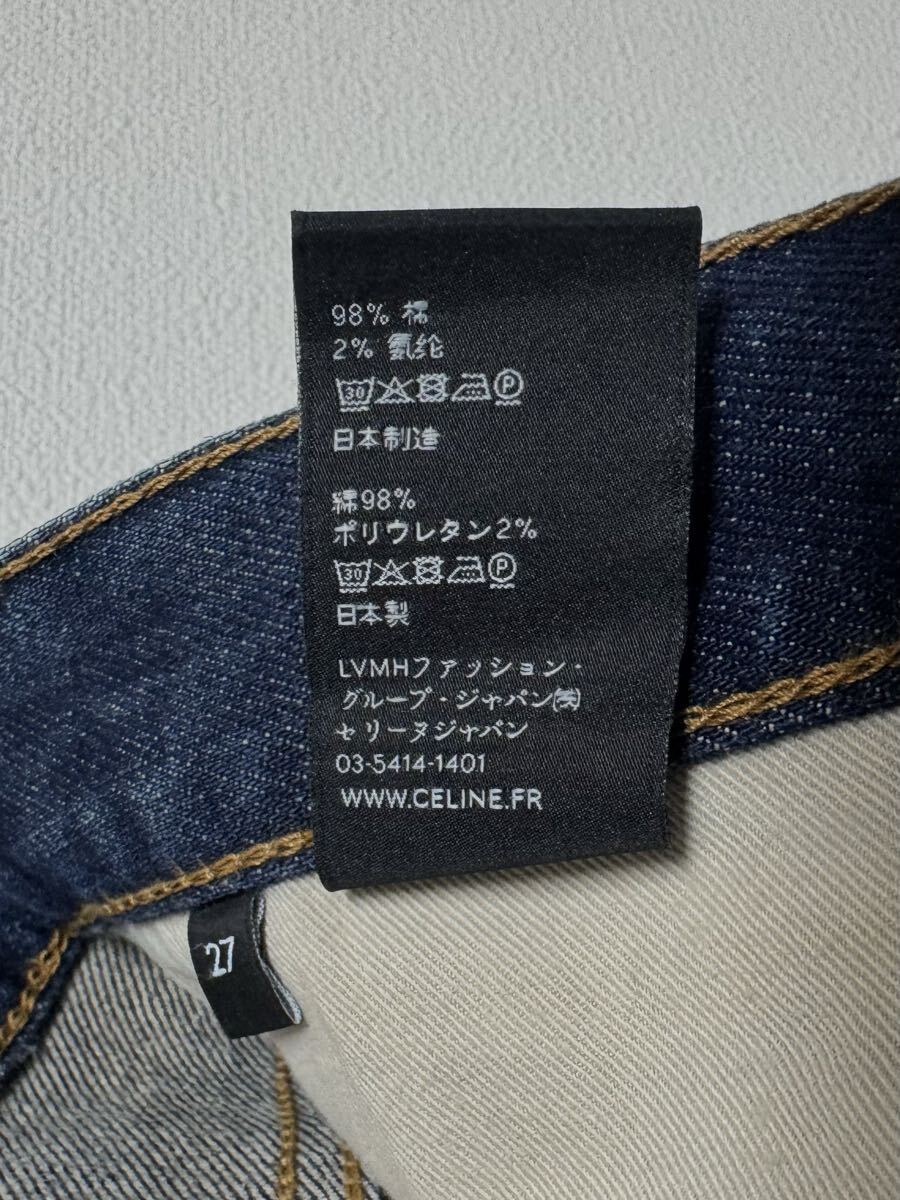 98% 棉
2% 氨纶
30 P
日本制造
綿98%
ポリウレタン2%
30 P
日本製
LVMHファッション・
グループ・ジャパン㈱
セリーヌジャパン
03-5414-1401
WWW.CELINE.FR
27